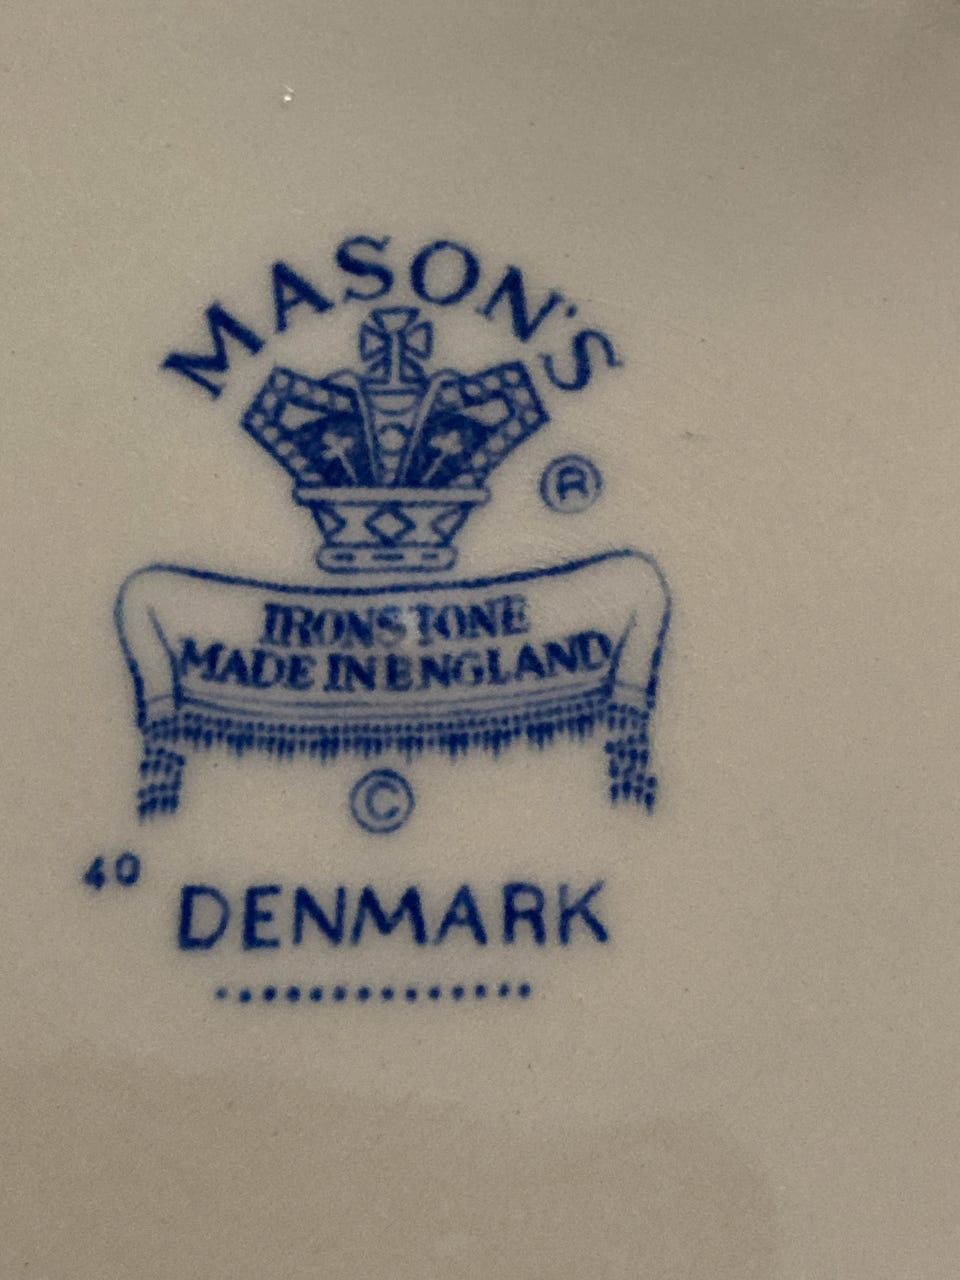 MASON'S
®
IRONSTONE
MADE IN ENGLAND
©
40
DENMARK